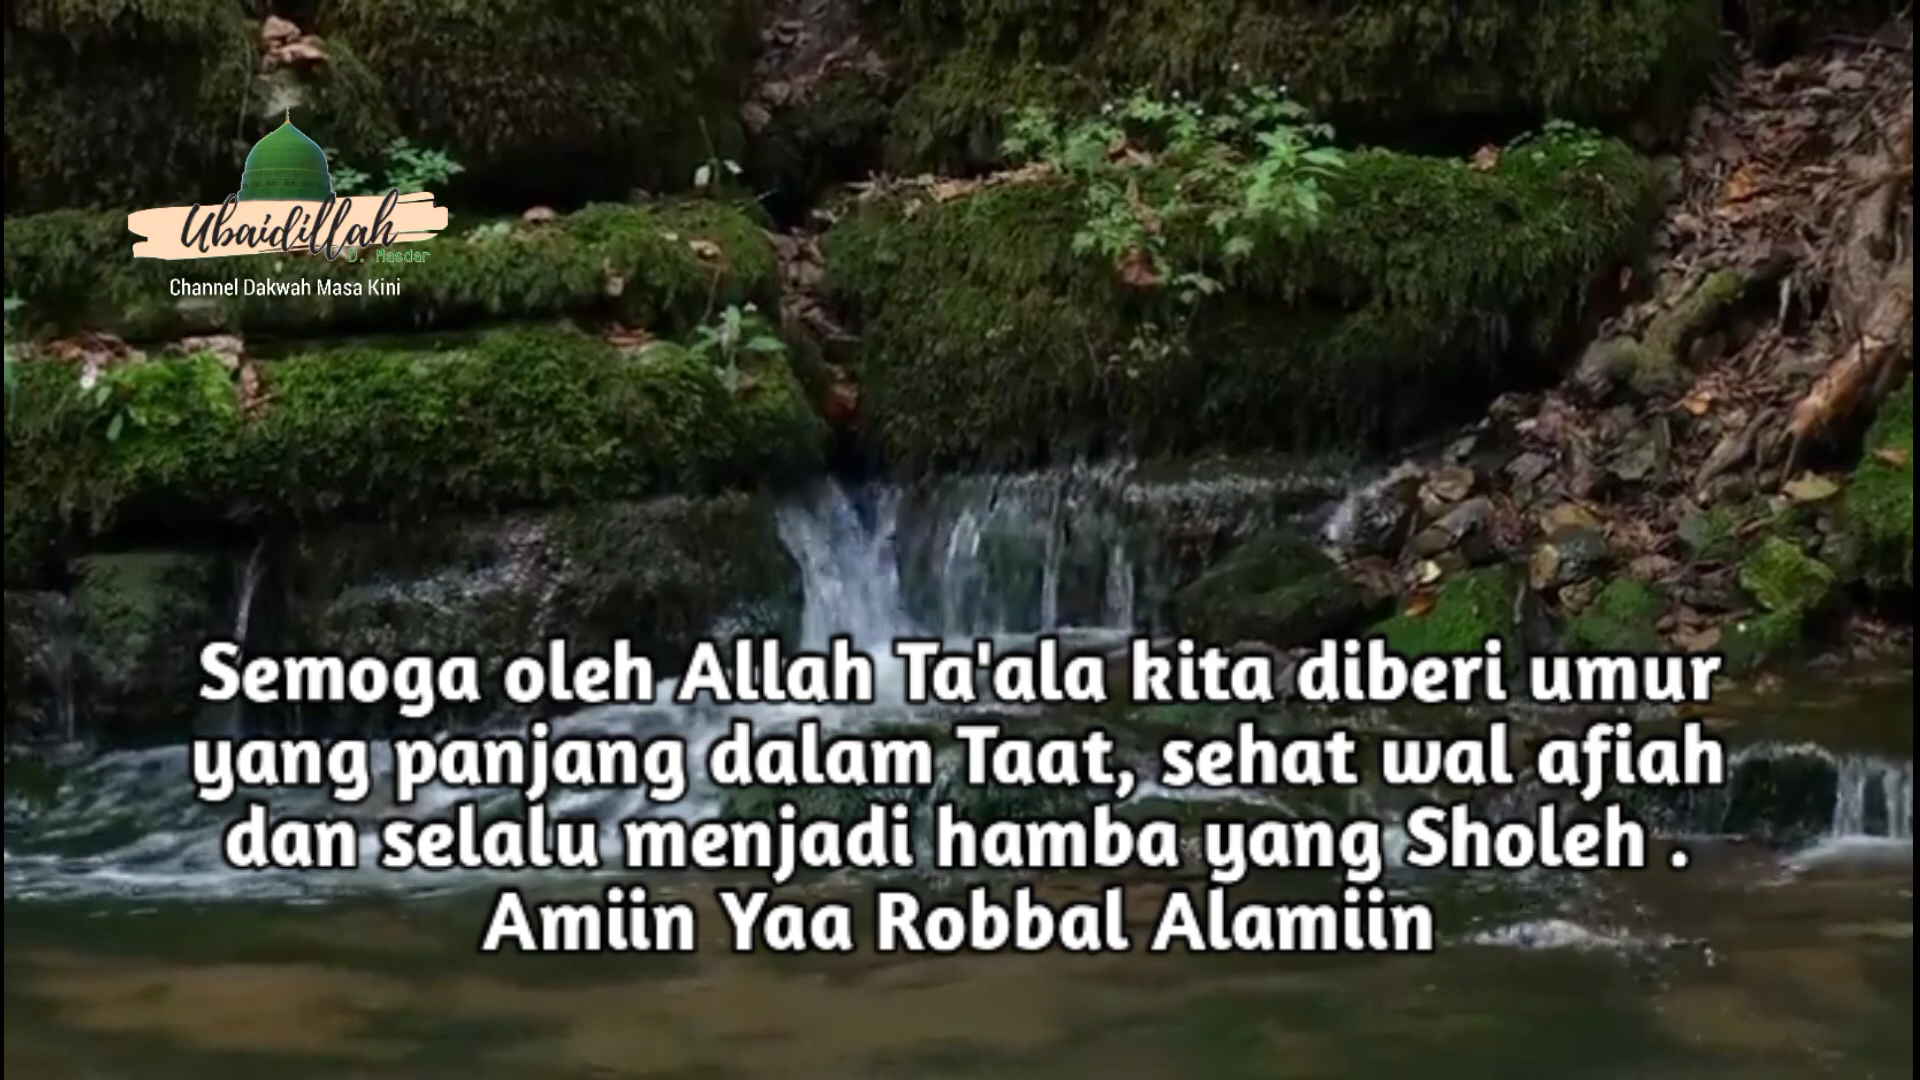 Ubaidillah
D. Masdar
Channel Dakwah Masa Kini
Semoga oleh Allah Ta'ala kita diberi umur
yang panjang dalam Taat, sehat wal afiah
dan selalu menjadi hamba yang Sholeh .
Amiin Yaa Robbal Alamiin